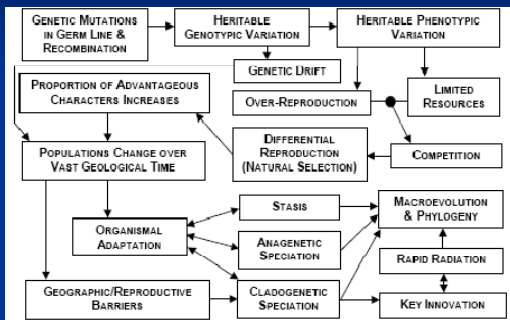 GENETIC MUTATIONS
IN GERM LINE &
RECOMBINATION
HERITABLE
GENOTYPIC VARIATION
HERITABLE PHENOTYPIC
VARIATION
GENETIC DRIFT
PROPORTION OF ADVANTAGEOUS
CHARACTERS INCREASES
OVER-REPRODUCTION
LIMITED
RESOURCES
POPULATIONS CHANGE OVER
VAST GEOLOGICAL TIME
DIFFERENTIAL
REPRODUCTION
(NATURAL SELECTION)
COMPETITION
ORGANISMAL
ADAPTATION
STASIS
MACROEVOLUTION
& PHYLOGENY
ANAGENETIC
SPECIATION
RAPID RADIATION
GEOGRAPHIC/REPRODUCTIVE
BARRIERS
CLADOGENETIC
SPECIATION
KEY INNOVATION